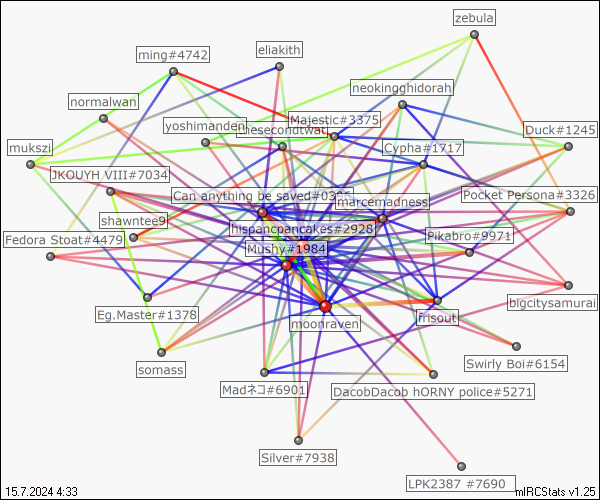 zebula
ming#4742
eliakith
neokingghidorah
normalwan
Majestic#3375
yoshimanden
Thesecondtwat
Duck#1245
mukszi
Cypha#1717
JKOUYH VIII#7034
Can anything be saved#0386
Pocket Persona#3326
marcemadness
shawntee9
hispancpancakes#2928
Fedora Stoat#4479
Mushy#1984
Pikabro#9971
Eg.Master#1378
moonraven
frisout
bigcitysamurai
somass
Swirly Boi#6154
Madネコ#6901
DacobDacob hORNY police#5271
Silver#7938
LPK2387 #7690
15.7.2024 4:33
mIRCStats v1.25